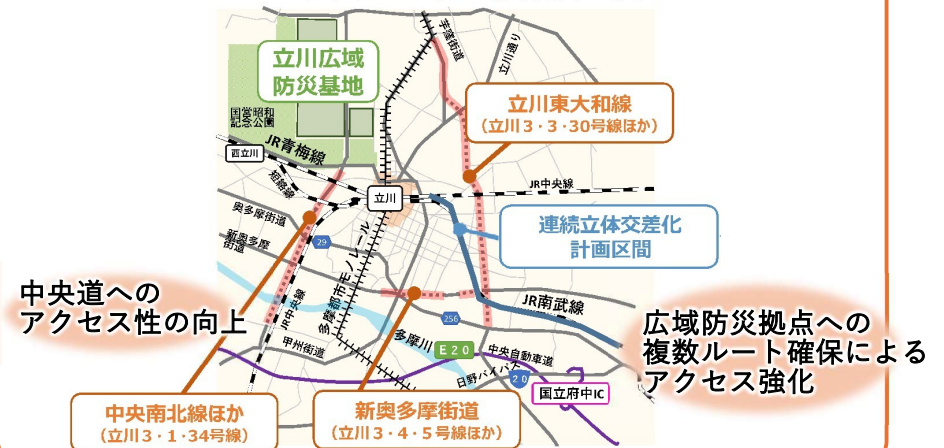 芋窪街道
立川通り
立川広域
防災基地
立川東大和線
（立川３・３・30号線ほか）
国営昭和
記念公園
JR青梅線
西立川
短絡線
立川
JR中央線
奥多摩街道
連続立体交差化
計画区間
新奥多摩
街道
29
多摩都市モノレール
中央道への
アクセス性の向上
JR中央線
JR南武線
256
広域防災拠点への
複数ルート確保による
アクセス強化
甲州街道
多摩川
E20
中央自動車道
日野バイパス
20
国立府中IC
中央南北線ほか
（立川３・１・34号線）
新奥多摩街道
（立川３・４・５号線ほか）